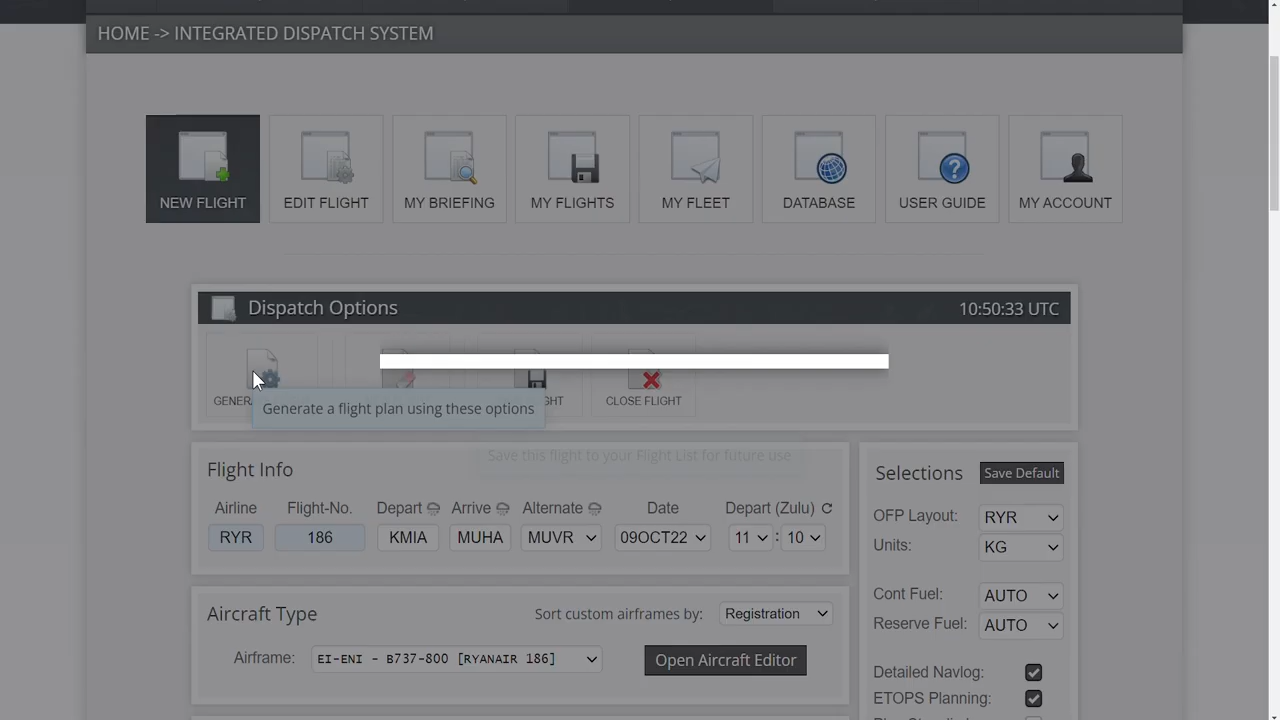 HOME -> INTEGRATED DISPATCH SYSTEM
NEW FLIGHT
EDIT FLIGHT
MY BRIEFING
MY FLIGHTS
MY FLEET
DATABASE
USER GUIDE
MY ACCOUNT
Dispatch Options
10:50:33 UTC
CLOSE FLIGHT
Generate a flight plan using these options
Save this flight to your Flight List for future use
Flight Info
Airline Flight-No. Depart Arrive Alternate Date Depart (Zulu)
RYR 186 KMIA MUHA MUVR 09OCT22 11 : 10
Aircraft Type
Sort custom airframes by: Registration
Airframe: EI-ENI - B737-800 [RYANAIR 186]
Open Aircraft Editor
Selections
Save Default
OFP Layout: RYR
Units: KG
Cont Fuel: AUTO
Reserve Fuel: AUTO
Detailed Navlog:
ETOPS Planning: